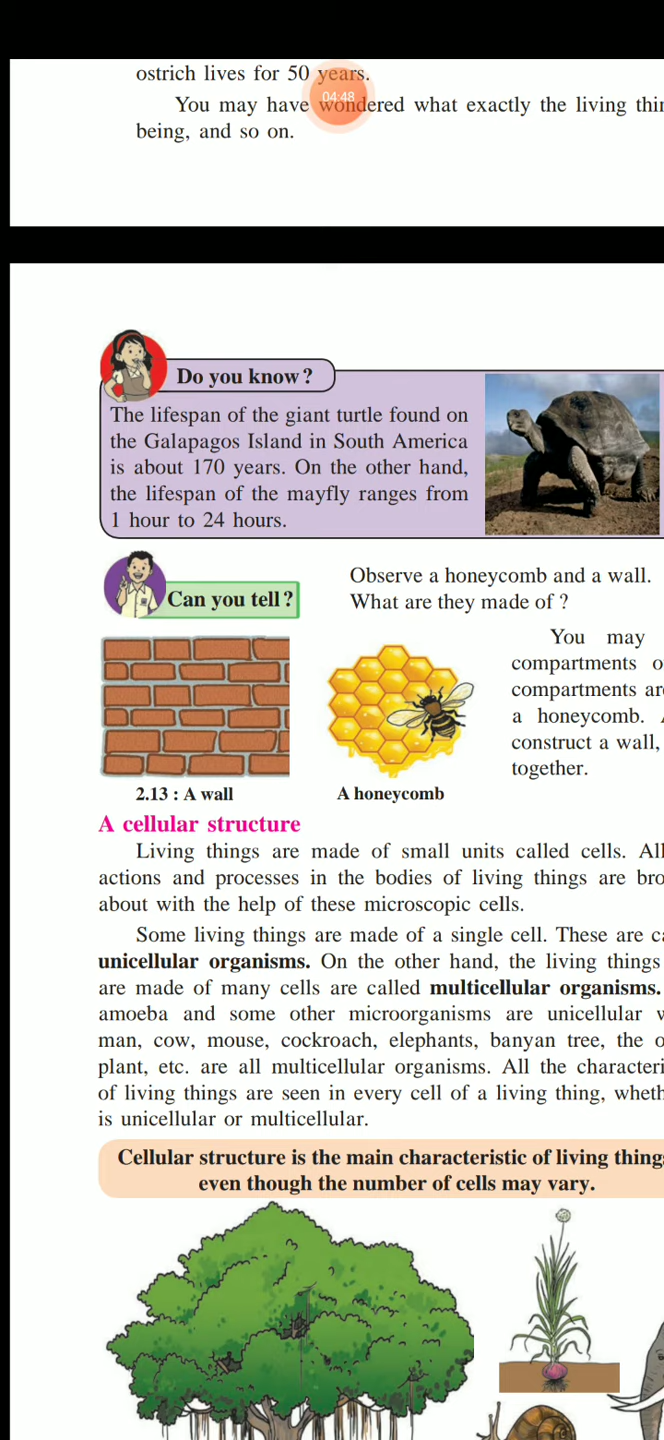 ostrich lives for 50 years.
04:48
You may have wondered what exactly the living
being, and so on.
Do you know?
The lifespan of the giant turtle found on
the Galapagos Island in South America
is about 170 years. On the other hand,
the lifespan of the mayfly ranges from
1 hour to 24 hours.
Can you tell?
Observe a honeycomb and a wall.
What are they made of ?
You may
compartments
compartments
a honeycomb.
construct a wall,
together.
2.13 : A wall
A honeycomb
A cellular structure
Living things are made of small units called cells. All
actions and processes in the bodies of living things are
about with the help of these microscopic cells.
Some living things are made of a single cell. These are
unicellular organisms. On the other hand, the living things
are made of many cells are called multicellular organisms.
amoeba and some other microorganisms are unicellular
man, cow, mouse, cockroach, elephants, banyan tree, the
plant, etc. are all multicellular organisms. All the
of living things are seen in every cell of a living thing,
is unicellular or multicellular.
Cellular structure is the main characteristic of living things
even though the number of cells may vary.